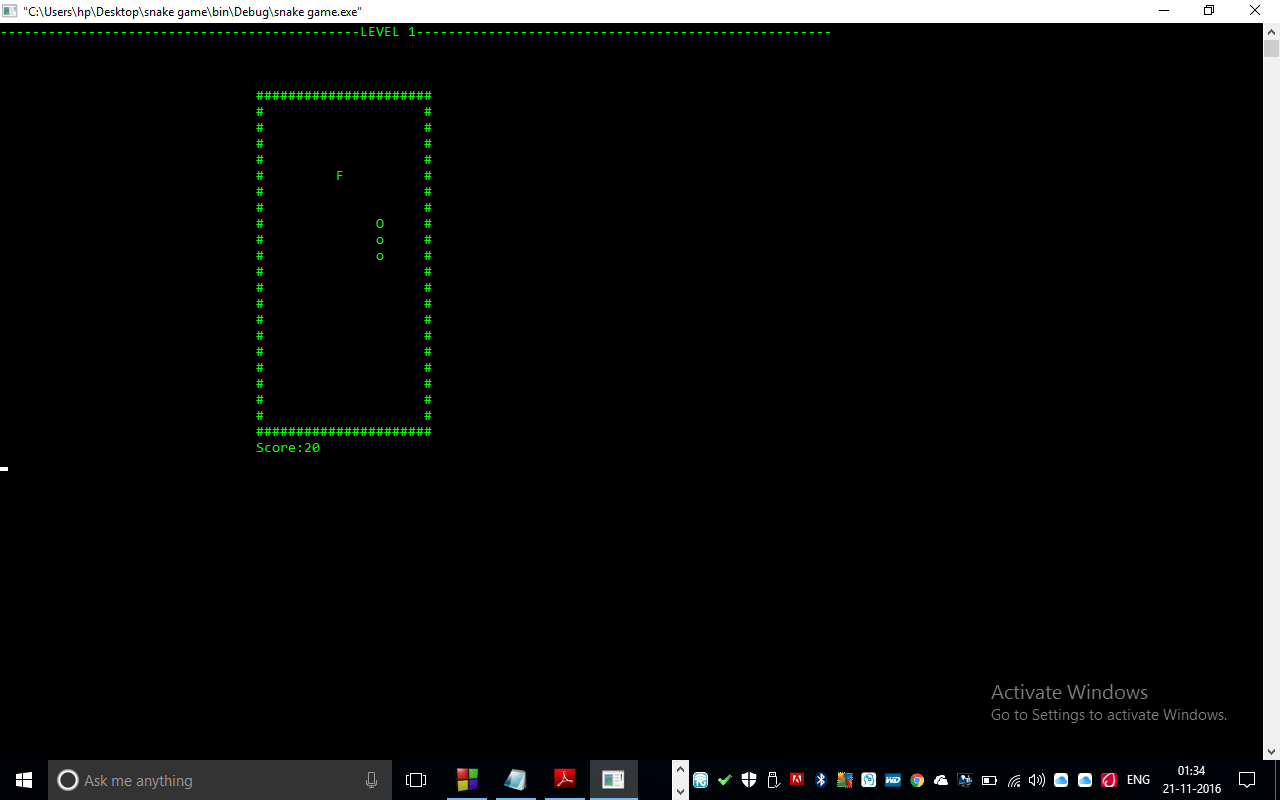 "C:\Users\hp\Desktop\snake game\bin\Debug\snake game.exe"
---------------------------------------------LEVEL 1----------------------------------------------------
######################
#                    #
#                    #
#                    #
#                    #
#         F          #
#                    #
#                    #
#              O     #
#              o     #
#              o     #
#                    #
#                    #
#                    #
#                    #
#                    #
#                    #
#                    #
#                    #
#                    #
#                    #
######################
Score:20
Activate Windows
Go to Settings to activate Windows.
Ask me anything
WD
ENG
01:34
21-11-2016